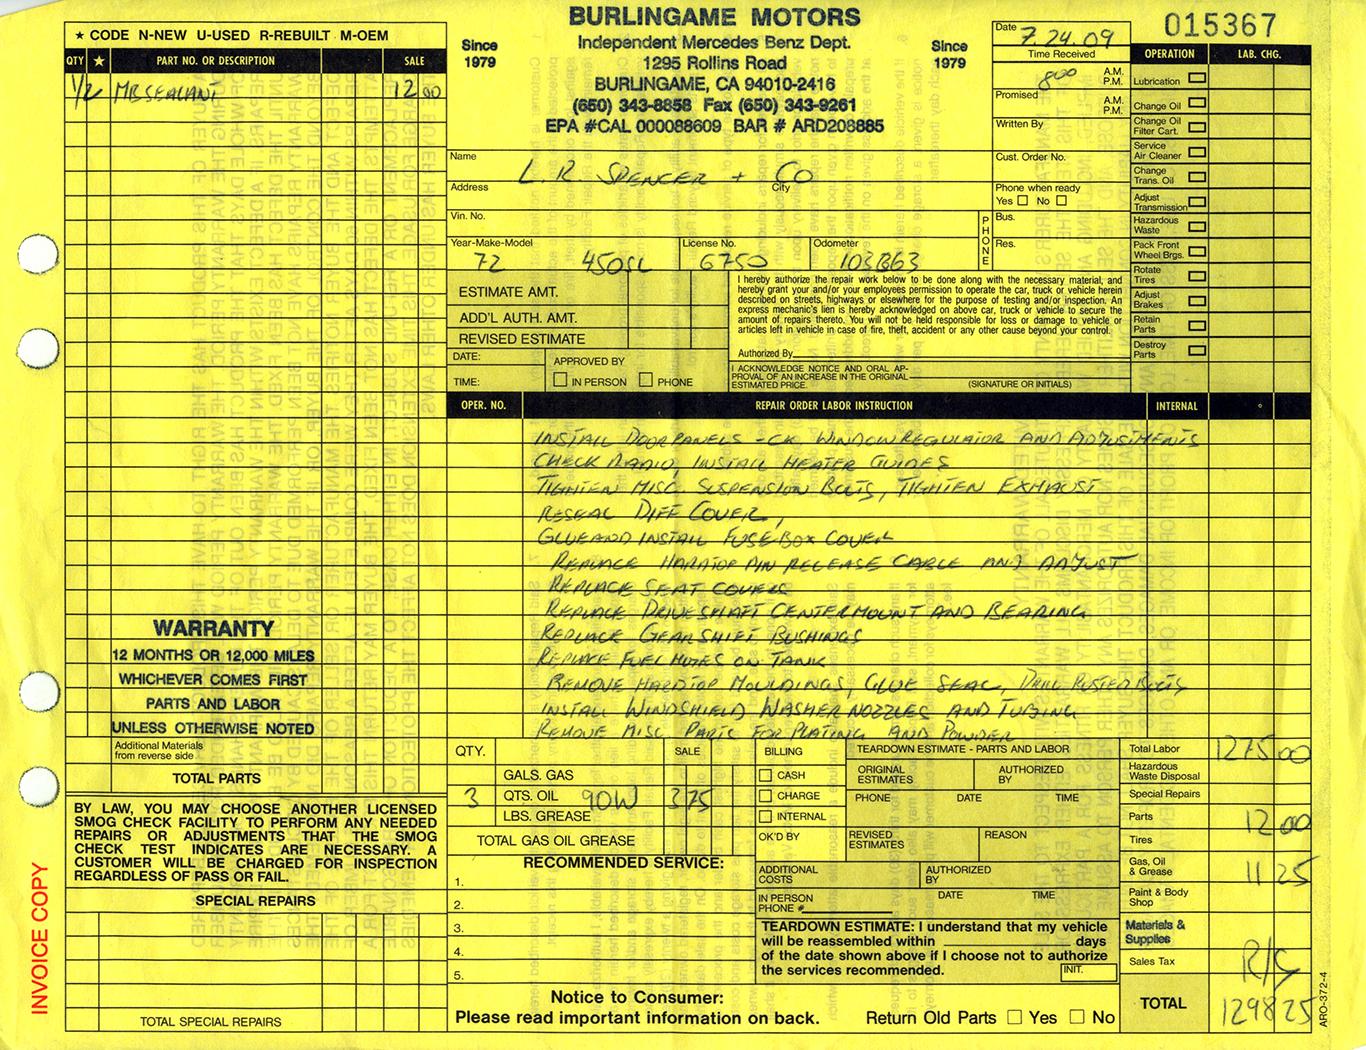 ★ CODE N-NEW U-USED R-REBUILT M-OEM
QTY ★ PART NO. OR DESCRIPTION SALE
1/2 MB SEALANT 12 00
WARRANTY
12 MONTHS OR 12,000 MILES
WHICHEVER COMES FIRST
PARTS AND LABOR
UNLESS OTHERWISE NOTED
Additional Materials
from reverse side
TOTAL PARTS
BY LAW, YOU MAY CHOOSE ANOTHER LICENSED
SMOG CHECK FACILITY TO PERFORM ANY NEEDED
REPAIRS OR ADJUSTMENTS THAT THE SMOG
CHECK TEST INDICATES ARE NECESSARY. A
CUSTOMER WILL BE CHARGED FOR INSPECTION
REGARDLESS OF PASS OR FAIL.
SPECIAL REPAIRS
TOTAL SPECIAL REPAIRS
INVOICE COPY
Since
1979
BURLINGAME MOTORS
Independent Mercedes Benz Dept.
1295 Rollins Road
BURLINGAME, CA 94010-2416
(650) 343-8858 Fax (650) 343-9261
EPA #CAL 000088609 BAR # ARD208885
Since
1979
Date 7.24.09
Time Received
800 A.M.
P.M.
Promised A.M.
P.M.
Written By
Cust. Order No.
Phone when ready
Yes No
015367
OPERATION LAB. CHG.
Lubrication
Change Oil
Change Oil
Filter Cart.
Service
Air Cleaner
Change
Trans. Oil
Adjust
Transmission
Hazardous
Waste
Pack Front
Wheel Brgs.
Rotate
Tires
Adjust
Brakes
Retain
Parts
Destroy
Parts
Name L. R. SPENCER + CO
Address City
Vin. No.
PHONE
Bus.
Res.
Year-Make-Model License No. Odometer
72 450SL 6750 103863
ESTIMATE AMT.
ADD'L AUTH. AMT.
REVISED ESTIMATE
DATE: APPROVED BY
TIME: IN PERSON PHONE
I hereby authorize the repair work below to be done along with the necessary material, and
hereby grant your and/or your employees permission to operate the car, truck or vehicle herein
described on streets, highways or elsewhere for the purpose of testing and/or inspection. An
express mechanic's lien is hereby acknowledged on above car, truck or vehicle to secure the
amount of repairs thereto. You will not be held responsible for loss or damage to vehicle or
articles left in vehicle in case of fire, theft, accident or any other cause beyond your control.
Authorized By
I ACKNOWLEDGE NOTICE AND ORAL AP-
PROVAL OF AN INCREASE IN THE ORIGINAL
ESTIMATED PRICE. (SIGNATURE OR INITIALS)
OPER. NO. REPAIR ORDER LABOR INSTRUCTION INTERNAL
INSTALL DOOR PANELS - CK. WINDOW REGULATOR AND ADJUSTMENTS
CHECK RADIO, INSTALL HEATER GUIDES
TIGHTEN MISC. SUSPENSION BOLTS, TIGHTEN EXHAUST
RESEAL DIFF COVER,
GLUE AND INSTALL FUSE BOX COVER
REPLACE HARDTOP PIN RELEASE CABLE AND ADJUST
REPLACE SEAT COVERS
REPLACE DRIVESHAFT CENTER MOUNT AND BEARING
REPLACE GEAR SHIFT BUSHINGS
REPLACE FUEL HOSES ON TANK
REMOVE HARDTOP MOULDINGS, GLUE SEAL, DRILL RUSTED BOLTS
INSTALL WINDSHIELD WASHER NOZZLES AND TUBING
REMOVE MISC PARTS FOR PLATING AND POWDER
QTY. SALE
GALS. GAS
3 QTS. OIL 90W 3 75
LBS. GREASE
TOTAL GAS OIL GREASE
RECOMMENDED SERVICE:
1.
2.
3.
4.
5.
BILLING
CASH
CHARGE
INTERNAL
OK'D BY
TEARDOWN ESTIMATE - PARTS AND LABOR
ORIGINAL
ESTIMATES
AUTHORIZED
BY
PHONE DATE TIME
REVISED
ESTIMATES
REASON
ADDITIONAL
COSTS
AUTHORIZED
BY
IN PERSON
PHONE # DATE TIME
TEARDOWN ESTIMATE: I understand that my vehicle
will be reassembled within days
of the date shown above if I choose not to authorize
the services recommended. INIT.
Notice to Consumer:
Please read important information on back.
Return Old Parts Yes No
Total Labor 1275 00
Hazardous
Waste Disposal
Special Repairs
Parts 12 00
Tires
Gas, Oil
& Grease 11 25
Paint & Body
Shop
Materials &
Supplies
Sales Tax R/S
TOTAL 1298 25
ARO-372-4